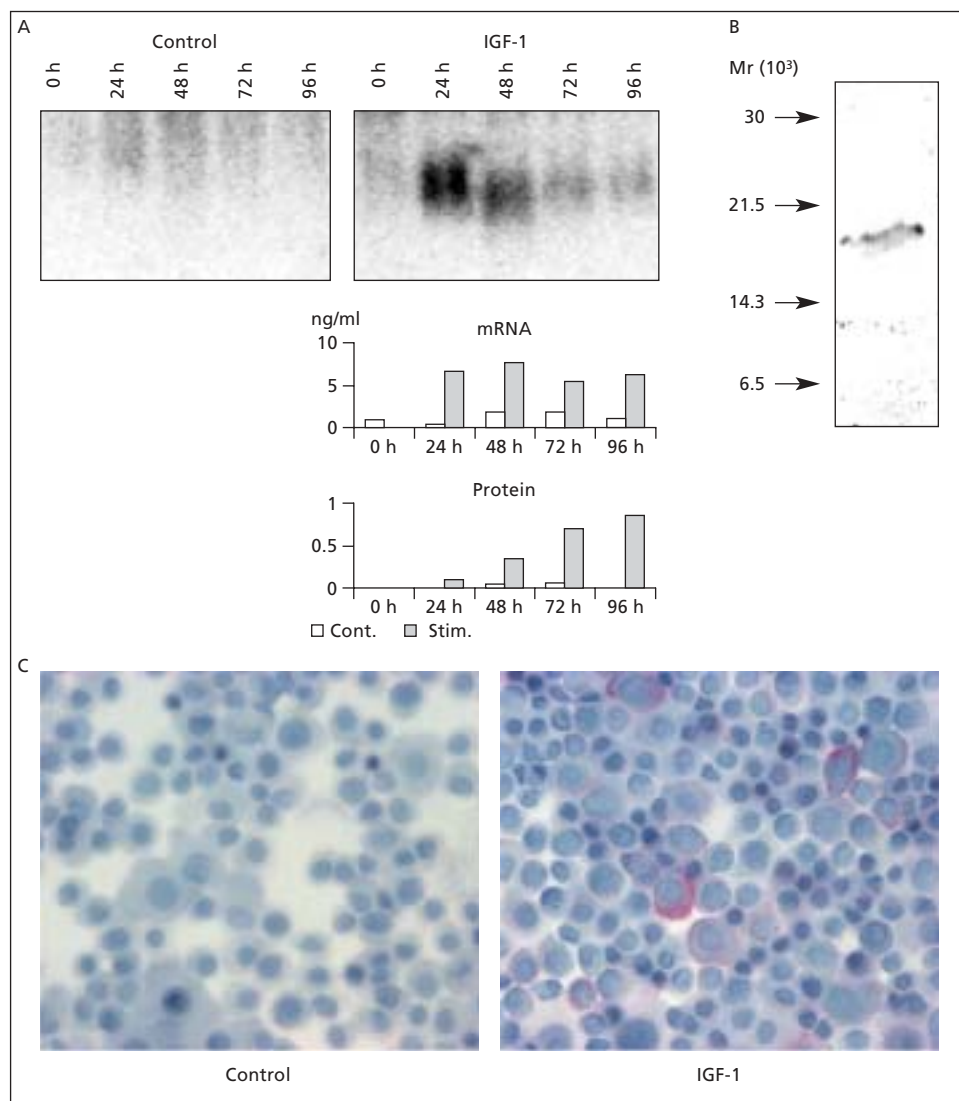 A
Control
0 h 24 h 48 h 72 h 96 h
IGF-1
0 h 24 h 48 h 72 h 96 h
ng/ml
mRNA
10
5
0
0 h 24 h 48 h 72 h 96 h
Protein
1
0.5
0
0 h 24 h 48 h 72 h 96 h
Cont. Stim.
B
Mr (10³)
30
21.5
14.3
6.5
C
Control
IGF-1